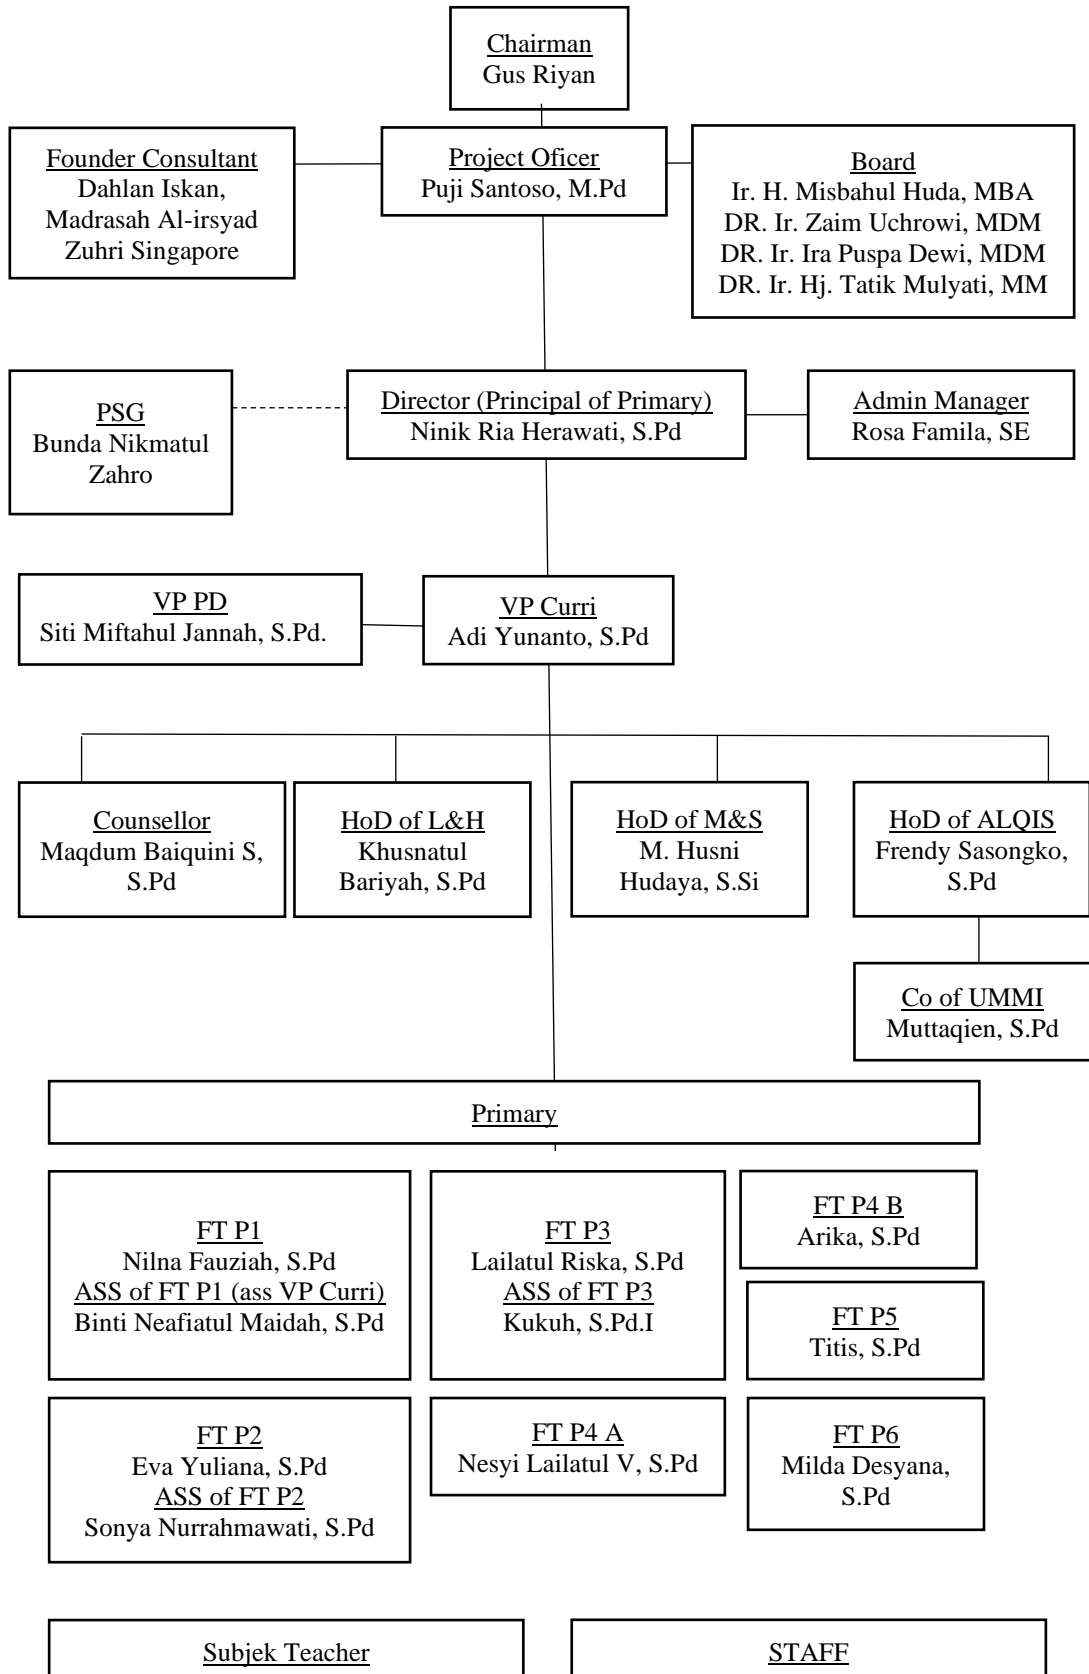 Chairman
Gus Riyan
Founder Consultant
Dahlan Iskan,
Madrasah Al-irsyad
Zuhri Singapore
Project Oficer
Puji Santoso, M.Pd
Board
Ir. H. Misbahul Huda, MBA
DR. Ir. Zaim Uchrowi, MDM
DR. Ir. Ira Puspa Dewi, MDM
DR. Ir. Hj. Tatik Mulyati, MM
PSG
Bunda Nikmatul
Zahro
Director (Principal of Primary)
Ninik Ria Herawati, S.Pd
Admin Manager
Rosa Famila, SE
VP PD
Siti Miftahul Jannah, S.Pd.
VP Curri
Adi Yunanto, S.Pd
Counsellor
Maqdum Baiquini S,
S.Pd
HoD of L&H
Khusnatul
Bariyah, S.Pd
HoD of M&S
M. Husni
Hudaya, S.Si
HoD of ALQIS
Frendy Sasongko,
S.Pd
Co of UMMI
Muttaqien, S.Pd
Primary
FT P1
Nilna Fauziah, S.Pd
ASS of FT P1 (ass VP Curri)
Binti Neafiatul Maidah, S.Pd
FT P3
Lailatul Riska, S.Pd
ASS of FT P3
Kukuh, S.Pd.I
FT P4 B
Arika, S.Pd
FT P5
Titis, S.Pd
FT P2
Eva Yuliana, S.Pd
ASS of FT P2
Sonya Nurrahmawati, S.Pd
FT P4 A
Nesyi Lailatul V, S.Pd
FT P6
Milda Desyana,
S.Pd
Subjek Teacher
STAFF